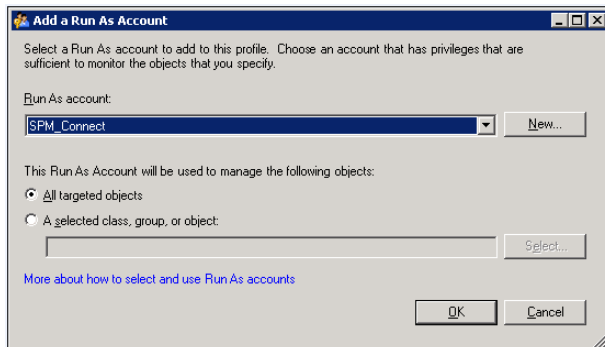 Add a Run As Account
Select a Run As account to add to this profile. Choose an account that has privileges that are
sufficient to monitor the objects that you specify.
Run As account:
SPM_Connect
New...
This Run As Account will be used to manage the following objects:
All targeted objects
A selected class, group, or object:
Select...
More about how to select and use Run As accounts
OK
Cancel